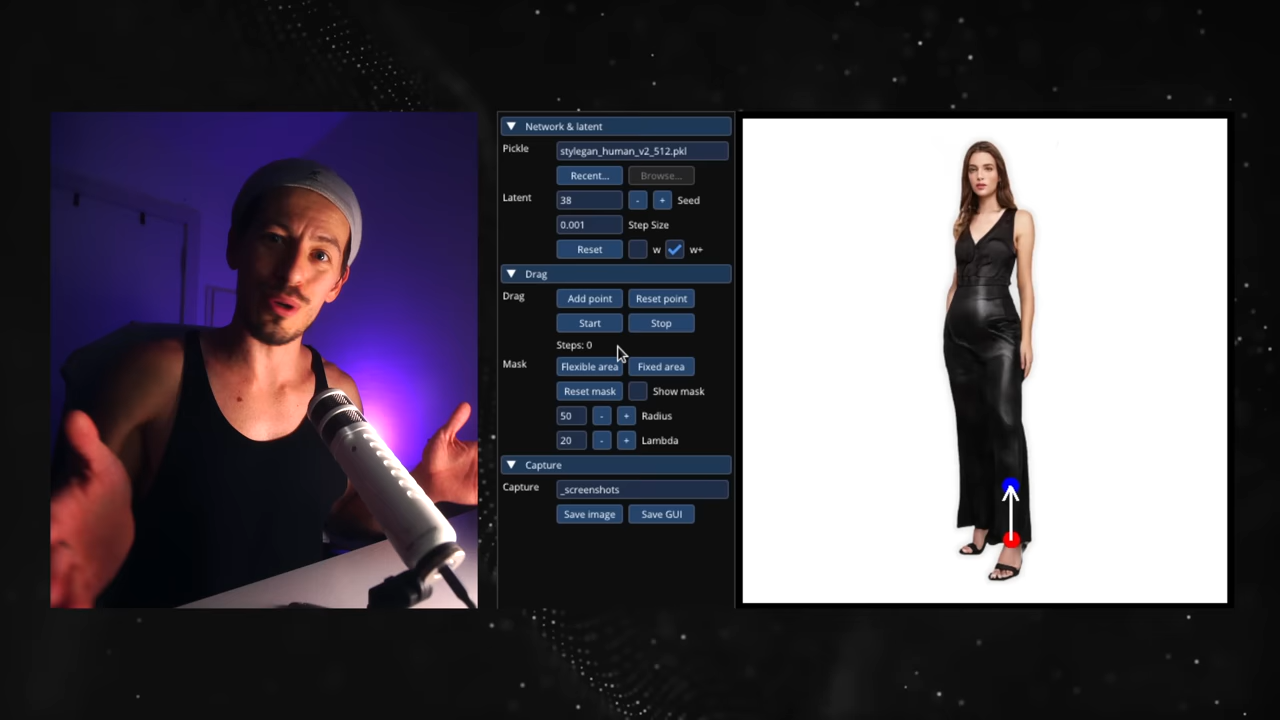 Network & latent
Pickle stylegan_human_v2_512.pkl
Recent... Browse...
Latent 38 - + Seed
0.001 Step Size
Reset w w+
Drag
Drag Add point Reset point
Start Stop
Steps: 0
Mask Flexible area Fixed area
Reset mask Show mask
50 - + Radius
20 - + Lambda
Capture
Capture _screenshots
Save image Save GUI